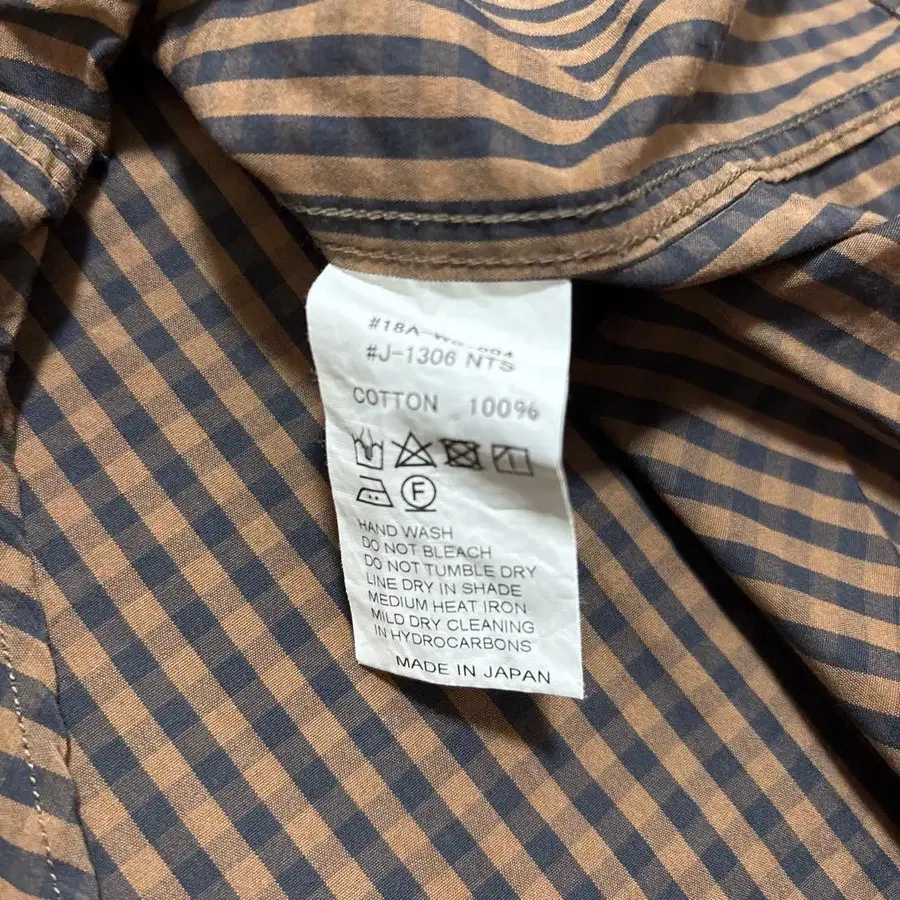 #18A-
#J-1306 NTS
COTTON 100%
F
HAND WASH
DO NOT BLEACH
DO NOT TUMBLE DRY
LINE DRY IN SHADE
MEDIUM HEAT IRON
MILD DRY CLEANING
IN HYDROCARBONS
MADE IN JAPAN